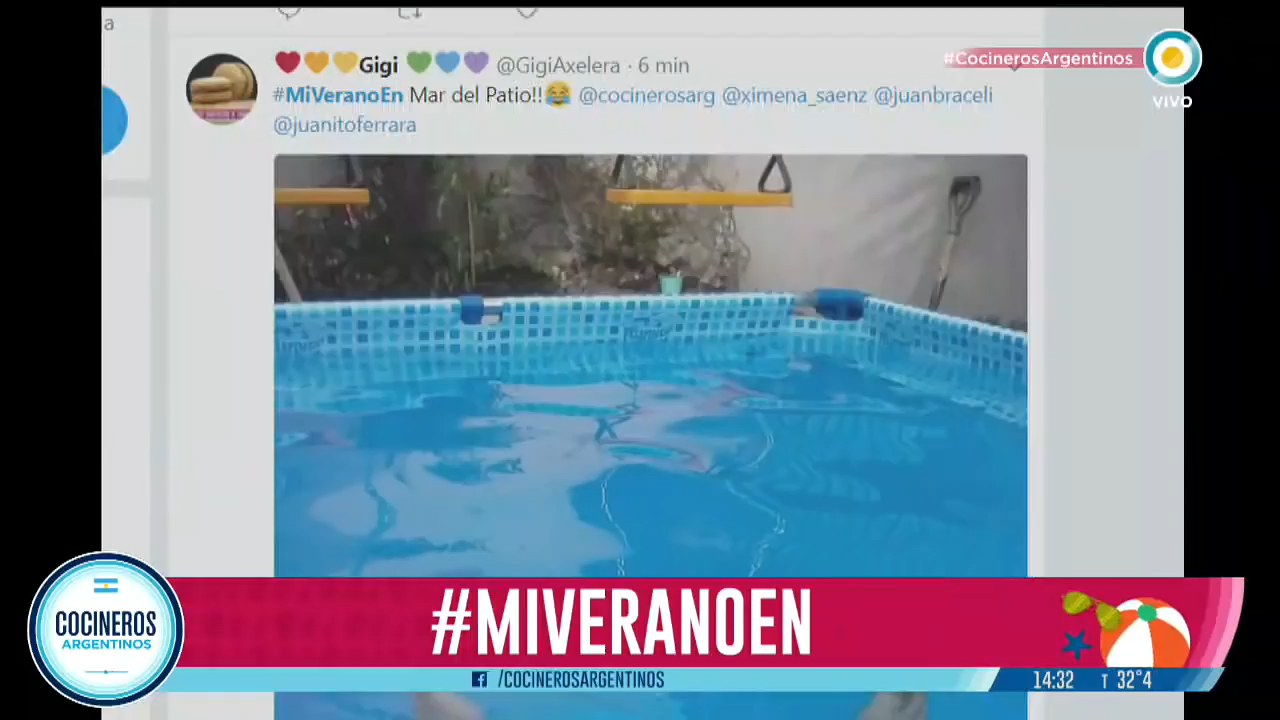 a
Gigi @GigiAxelera · 6 min
#MiVeranoEn Mar del Patio!! @cocinerosarg @ximena_saenz @juanbraceli
@juanitoferrara
#CocinerosArgentinos
VIVO
#MIVERANOEN
COCINEROS
ARGENTINOS
/COCINEROSARGENTINOS
14:32 T 32°4